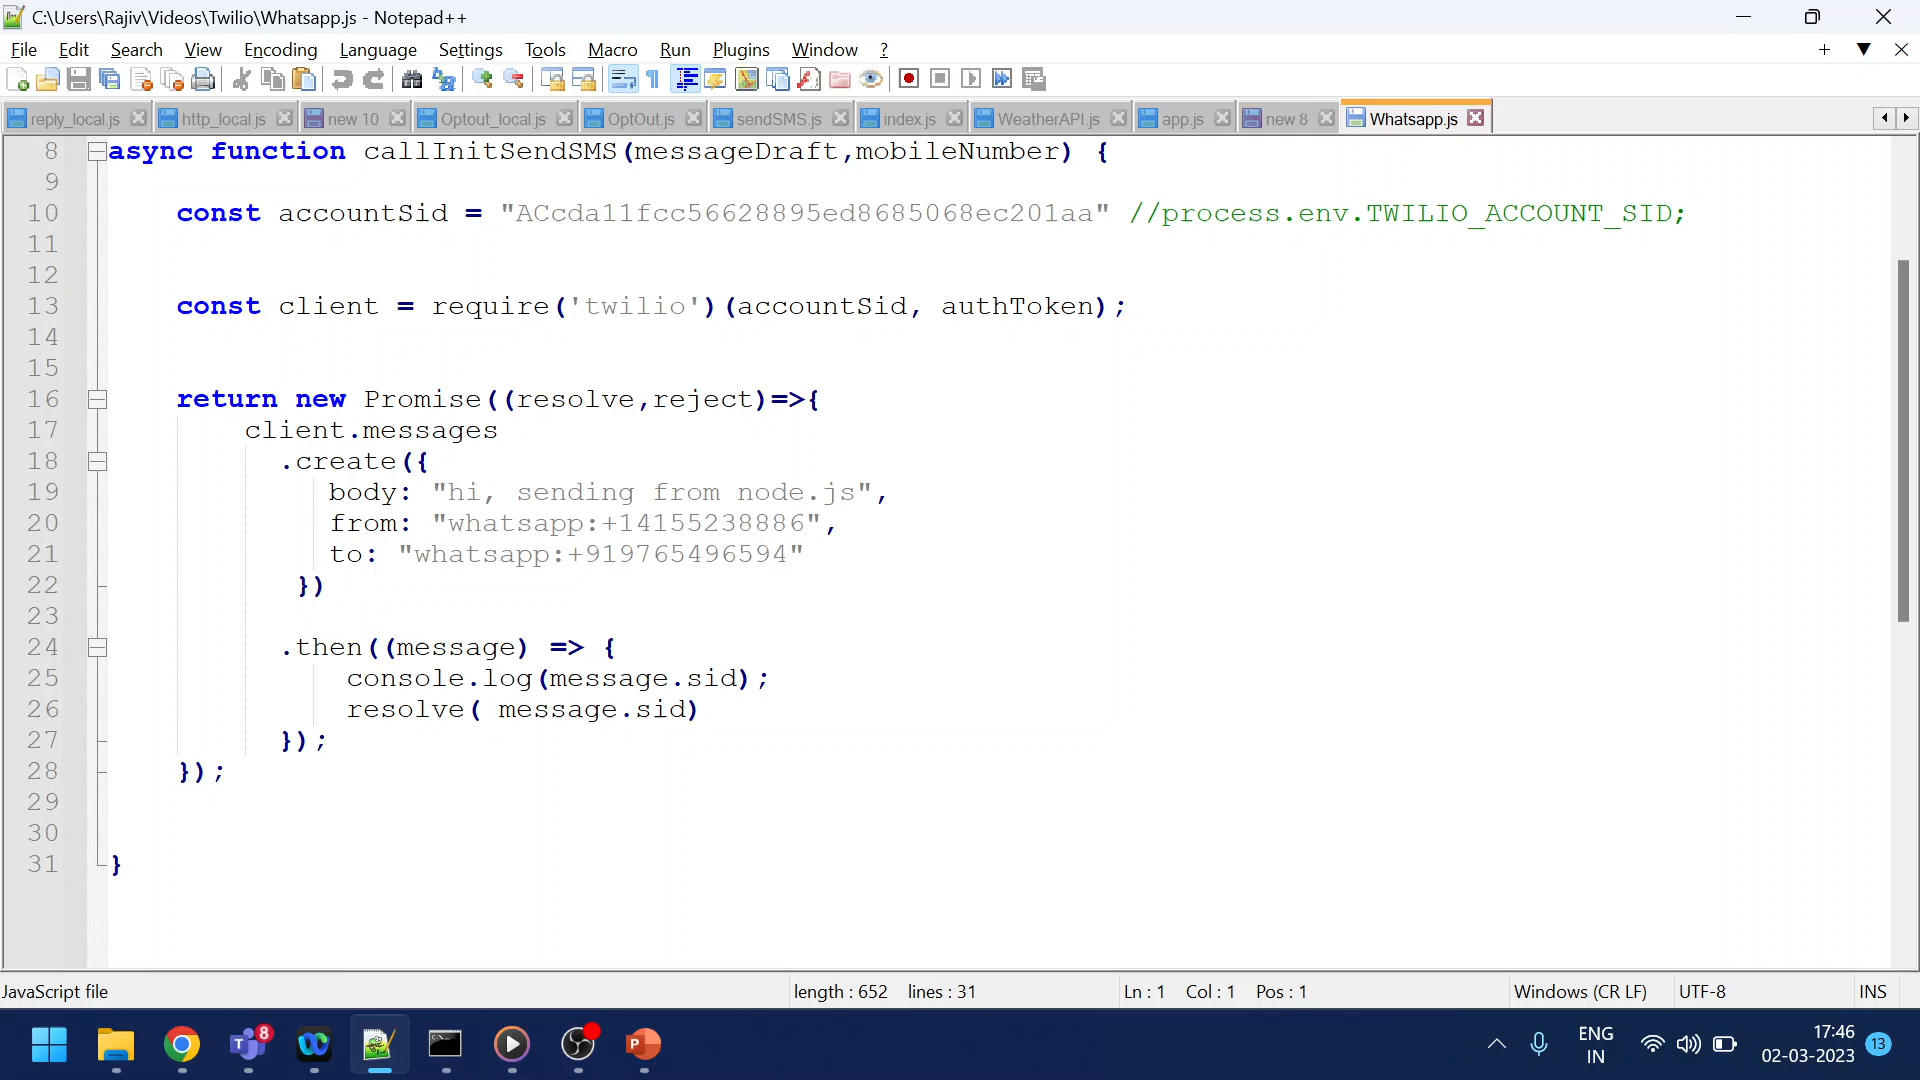 C:\Users\Rajiv\Videos\Twilio\Whatsapp.js - Notepad++
File Edit Search View Encoding Language Settings Tools Macro Run Plugins Window ?
reply_local.js http_local.js new 10 Optout_local.js OptOut.js sendSMS.js index.js WeatherAPI.js app.js new 8 Whatsapp.js
8 async function callInitSendSMS(messageDraft,mobileNumber) {
9
10 const accountSid = "ACcda11fcc56628895ed8685068ec201aa" //process.env.TWILIO_ACCOUNT_SID;
11
12
13 const client = require('twilio')(accountSid, authToken);
14
15
16 return new Promise((resolve,reject)=>{
17 client.messages
18 .create({
19 body: "hi, sending from node.js",
20 from: "whatsapp:+14155238886",
21 to: "whatsapp:+919765496594"
22 })
23
24 .then((message) => {
25 console.log(message.sid);
26 resolve( message.sid)
27 });
28 });
29
30
31 }
JavaScript file length : 652 lines : 31 Ln : 1 Col : 1 Pos : 1 Windows (CR LF) UTF-8 INS
8
ENG
IN
17:46
02-03-2023
13